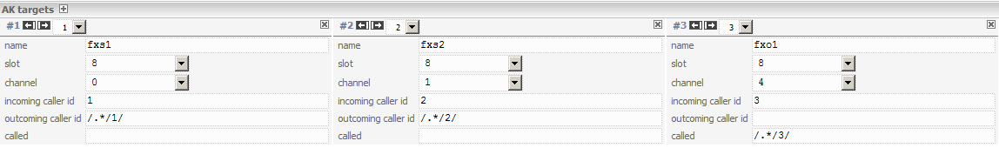 AK targets
#1 1 #2 2 #3 3
name fxs1 name fxs2 name fxo1
slot 8 slot 8 slot 8
channel 0 channel 1 channel 4
incoming caller id 1 incoming caller id 2 incoming caller id 3
outcoming caller id /.*/1/ outcoming caller id /.*/2/ outcoming caller id
called called called /.*/3/